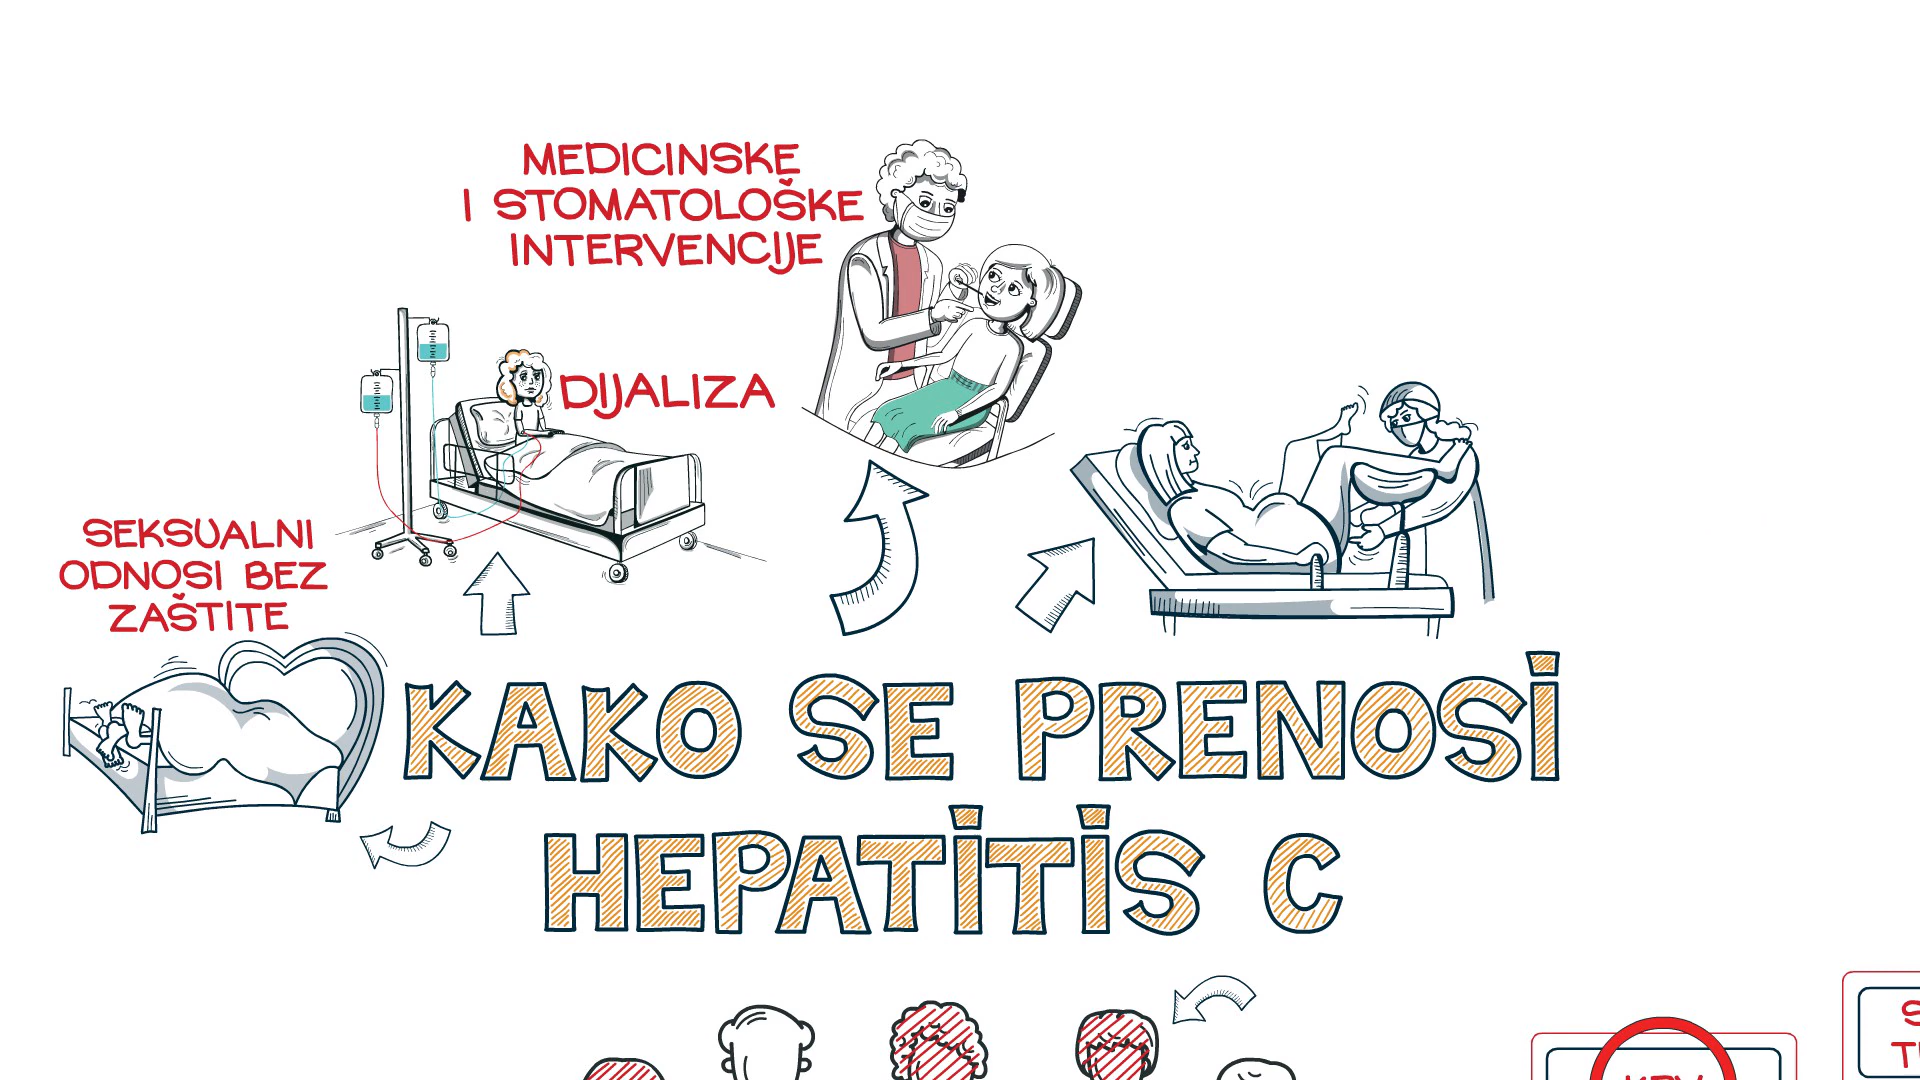 MEDICINSKE
I STOMATOLOŠKE
INTERVENCIJE
DIJALIZA
SEKSUALNI
ODNOSI BEZ
ZAŠTITE
KAKO SE PRENOSI
HEPATITIS C